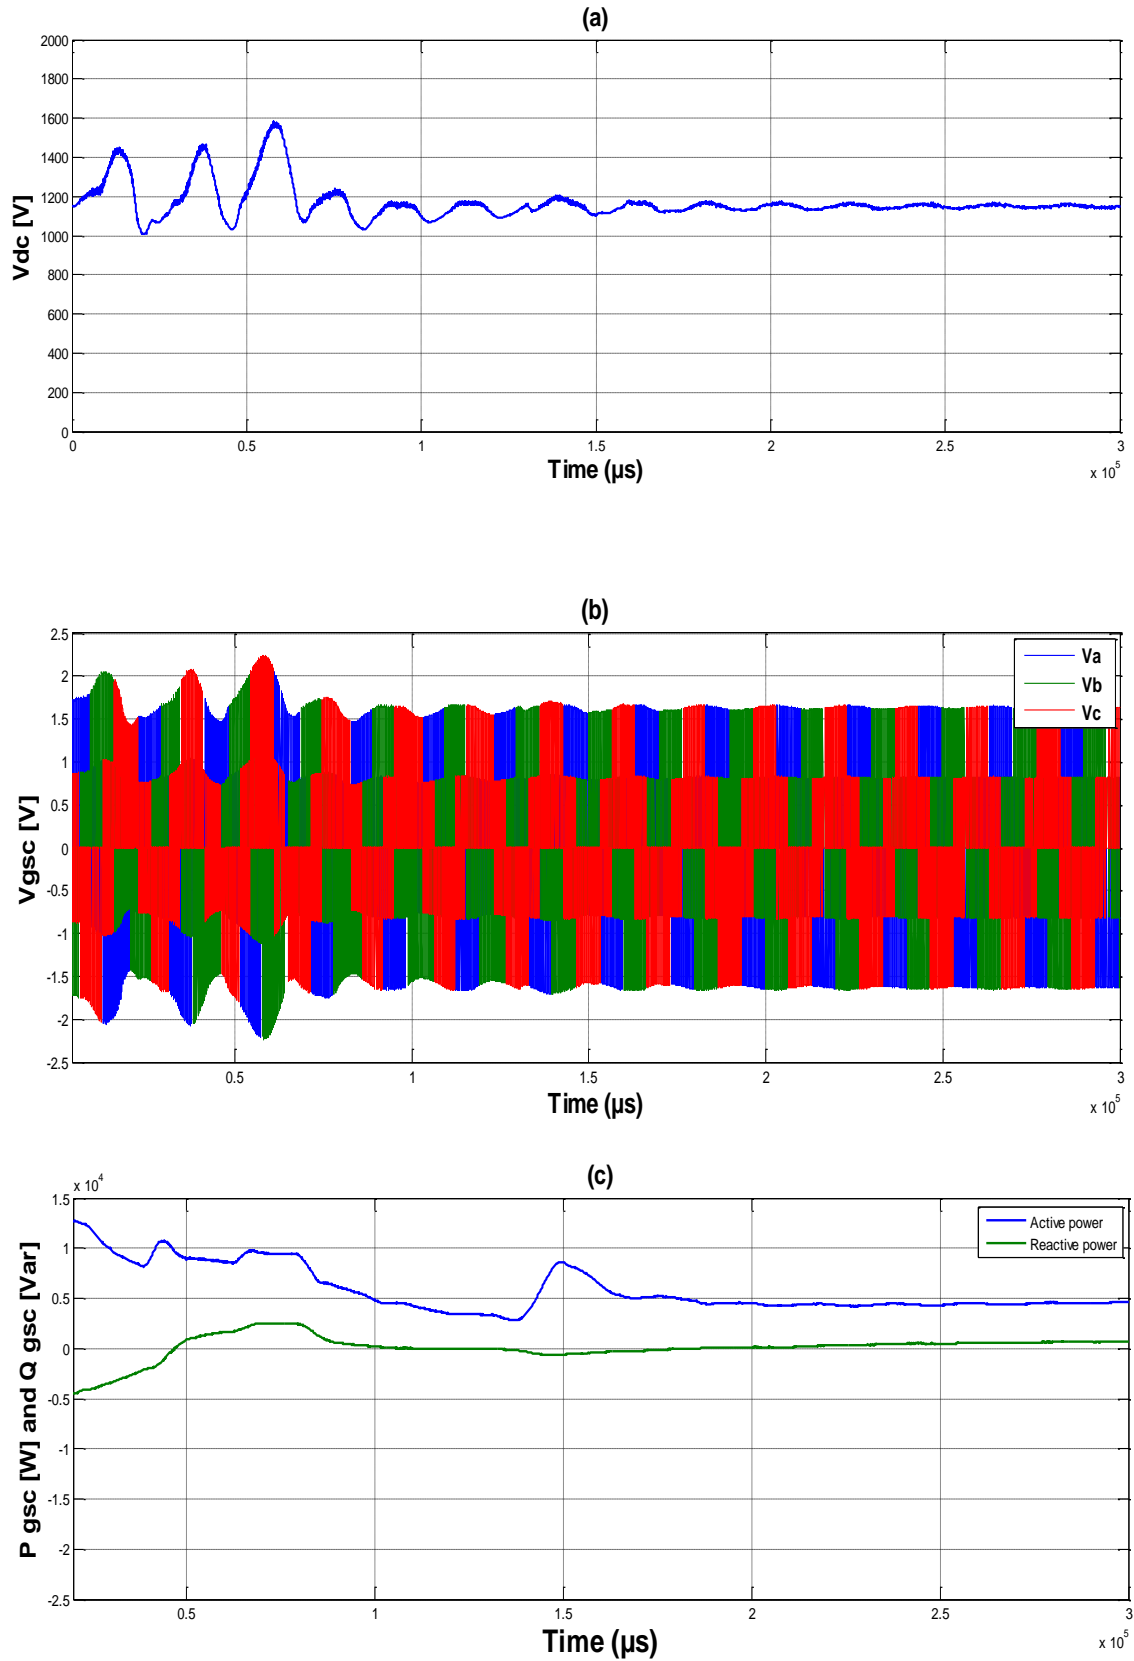 (a)
2000
1800
1600
1400
1200
1000
800
600
400
200
0
Vdc [V]
0 0.5 1 1.5 2 2.5 3
Time (µs)
x 10^5
(b)
2.5
2
1.5
1
0.5
0
-0.5
-1
-1.5
-2
-2.5
Vgsc [V]
Va
Vb
Vc
0.5 1 1.5 2 2.5 3
Time (µs)
x 10^5
(c)
x 10^4
1.5
1
0.5
0
-0.5
-1
-1.5
-2
-2.5
P gsc [W] and Q gsc [Var]
Active power
Reactive power
0.5 1 1.5 2 2.5 3
Time (µs)
x 10^5